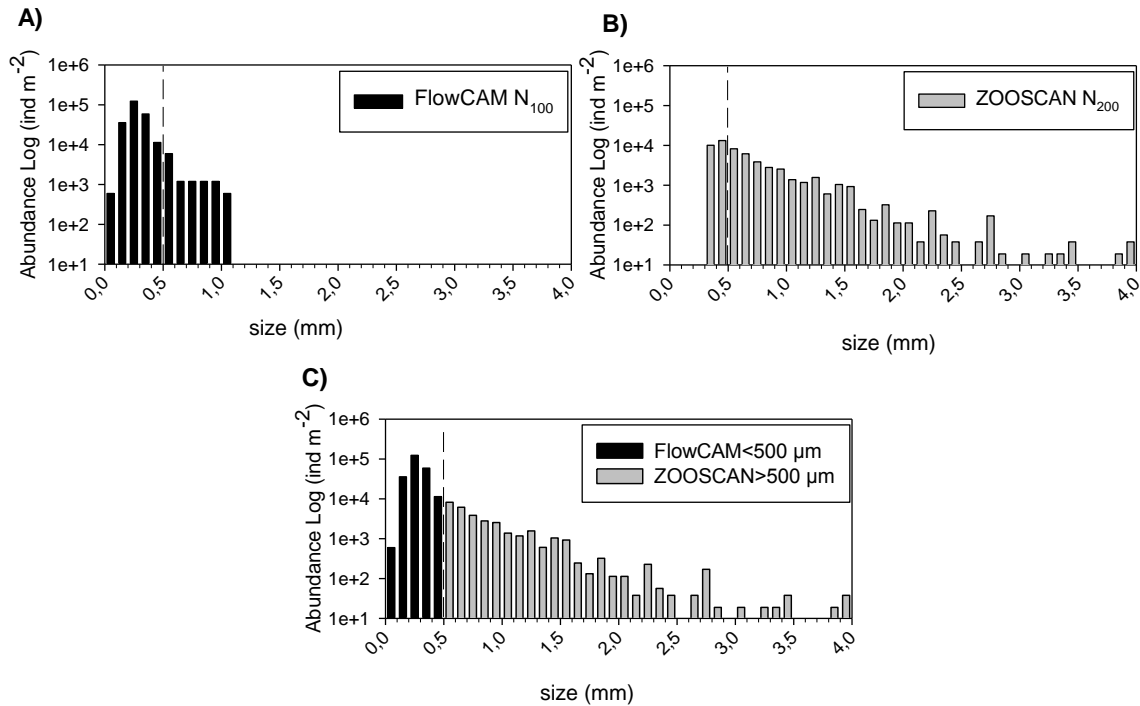 A)
Abundance Log (ind m-2)
1e+6
1e+5
1e+4
1e+3
1e+2
1e+1
FlowCAM N100
0,0 0,5 1,0 1,5 2,0 2,5 3,0 3,5 4,0
size (mm)
B)
Abundance Log (ind m-2)
1e+6
1e+5
1e+4
1e+3
1e+2
1e+1
ZOOSCAN N200
0,0 0,5 1,0 1,5 2,0 2,5 3,0 3,5 4,0
size (mm)
C)
Abundance Log (ind m-2)
1e+6
1e+5
1e+4
1e+3
1e+2
1e+1
FlowCAM<500 µm
ZOOSCAN>500 µm
0,0 0,5 1,0 1,5 2,0 2,5 3,0 3,5 4,0
size (mm)